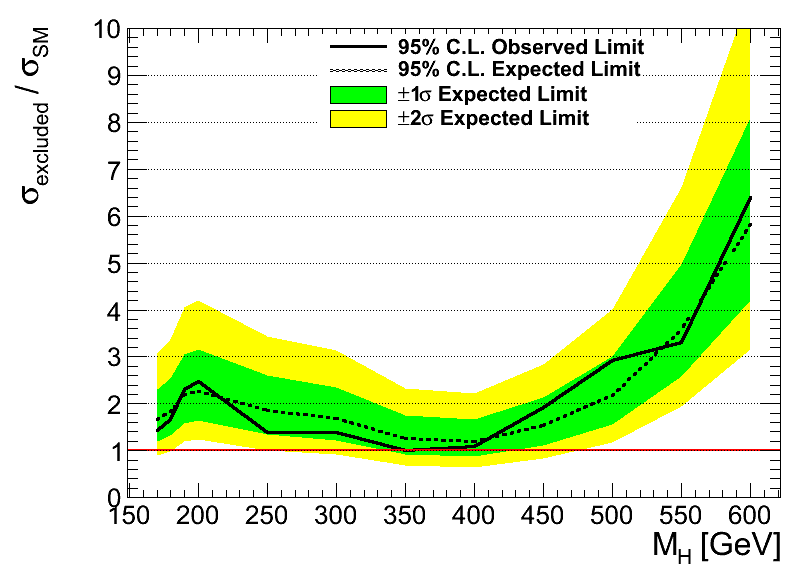 σexcluded / σSM
10
9
8
7
6
5
4
3
2
1
0
95% C.L. Observed Limit
95% C.L. Expected Limit
±1σ Expected Limit
±2σ Expected Limit
150 200 250 300 350 400 450 500 550 600
MH [GeV]